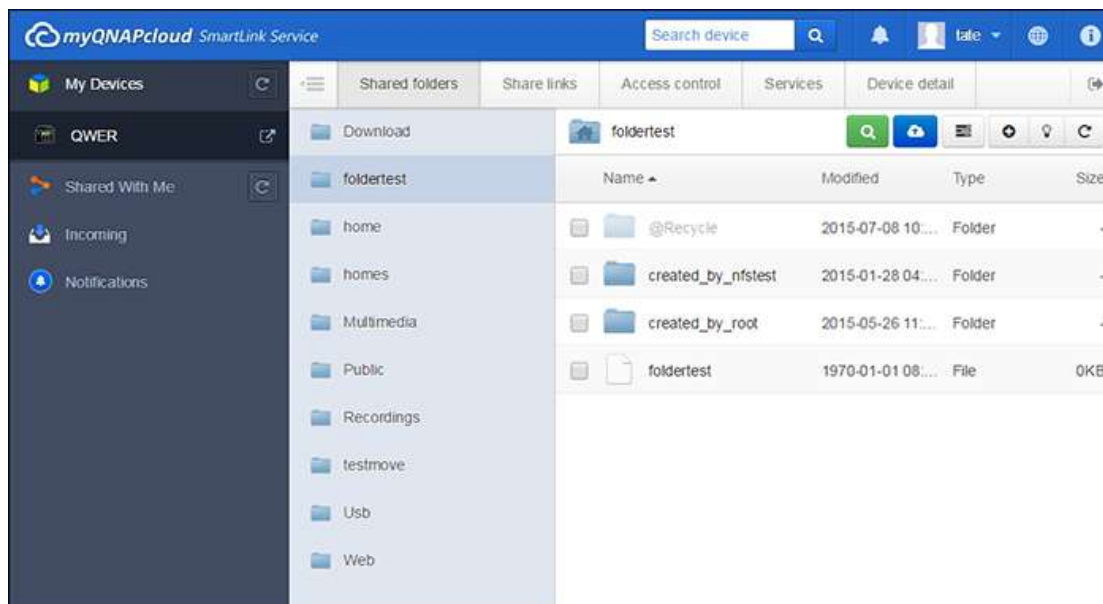 myQNAPcloud SmartLink Service
Search device
tate
My Devices
Shared folders Share links Access control Services Device detail
QWER
Shared With Me
Incoming
Notifications
Download
foldertest
home
homes
Multimedia
Public
Recordings
testmove
Usb
Web
foldertest
Name Modified Type Size
@Recycle 2015-07-08 10:... Folder -
created_by_nfstest 2015-01-28 04:... Folder -
created_by_root 2015-05-26 11:... Folder -
foldertest 1970-01-01 08:... File 0KB